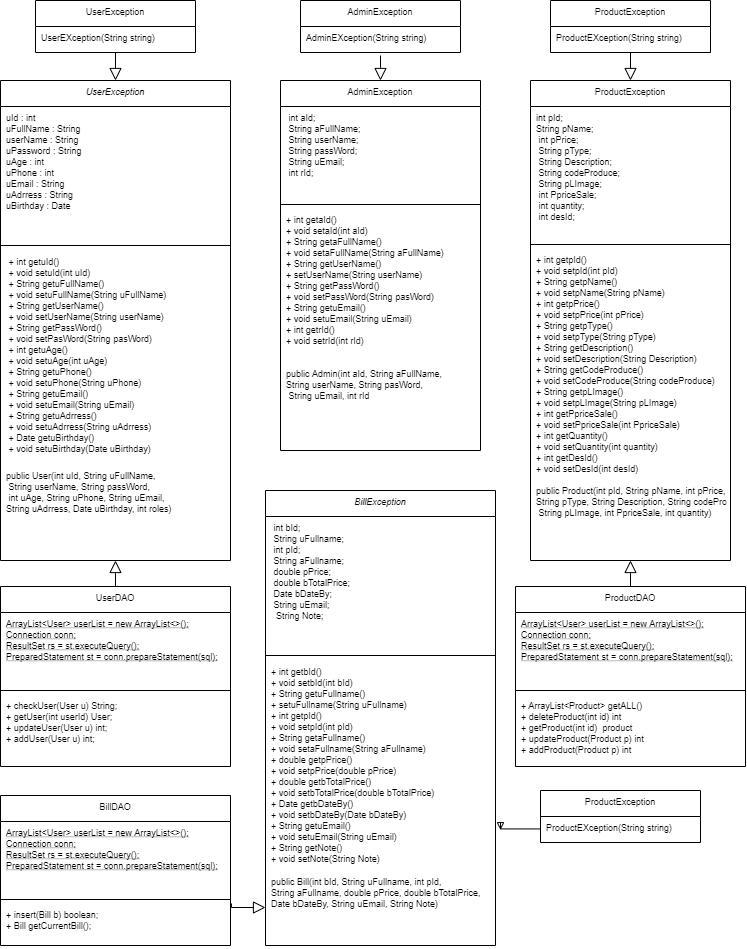 UserException
UserEXception(String string)
AdminException
AdminEXception(String string)
ProductException
ProductEXception(String string)
UserException
uId : int
uFullName : String
userName : String
uPassword : String
uAge : int
uPhone : int
uEmail : String
uAdrress : String
uBirthday : Date
+ int getuId()
+ void setuId(int uId)
+ String getuFullName()
+ void setuFullName(String uFullName)
+ String getUserName()
+ void setUserName(String userName)
+ String getPassWord()
+ void setPasWord(String pasWord)
+ int getuAge()
+ void setuAge(int uAge)
+ String getuPhone()
+ void setuPhone(String uPhone)
+ String getuEmail()
+ void setuEmail(String uEmail)
+ String getuAdrress()
+ void setuAdrress(String uAdrress)
+ Date getuBirthday()
+ void setuBirthday(Date uBirthday)
public User(int uId, String uFullName,
String userName, String passWord,
int uAge, String uPhone, String uEmail,
String uAdrress, Date uBirthday, int roles)
AdminException
int aId;
String aFullName;
String userName;
String passWord;
String uEmail;
int rId;
+ int getaId()
+ void setaId(int aId)
+ String getaFullName()
+ void setaFullName(String aFullName)
+ String getUserName()
+ setUserName(String userName)
+ String getPassWord()
+ void setPassWord(String pasWord)
+ String getuEmail()
+ void setuEmail(String uEmail)
+ int getrId()
+ void setrId(int rId)
public Admin(int aId, String aFullName,
String userName, String pasWord,
String uEmail, int rId
ProductException
int pId;
String pName;
int pPrice;
String pType;
String Description;
String codeProduce;
String pLImage;
int PpriceSale;
int quantity;
int desId;
+ int getpId()
+ void setpId(int pId)
+ String getpName()
+ void setpName(String pName)
+ int getpPrice()
+ void setpPrice(int pPrice)
+ String getpType()
+ void setpType(String pType)
+ String getDescription()
+ void setDescription(String Description)
+ String getCodeProduce()
+ void setCodeProduce(String codeProduce)
+ String getpLImage()
+ void setpLImage(String pLImage)
+ int getPpriceSale()
+ void setPpriceSale(int PpriceSale)
+ int getQuantity()
+ void setQuantity(int quantity)
+ int getDesId()
+ void setDesId(int desId)
public Product(int pId, String pName, int pPrice,
String pType, String Description, String codePro
String pLImage, int PpriceSale, int quantity)
BillException
int bId;
String uFullname;
int pId;
String aFullname;
double pPrice;
double bTotalPrice;
Date bDateBy;
String uEmail;
String Note;
+ int getbId()
+ void setbId(int bId)
+ String getuFullname()
+ setuFullname(String uFullname)
+ int getpId()
+ void setpId(int pId)
+ String getaFullname()
+ void setaFullname(String aFullname)
+ double getpPrice()
+ void setpPrice(double pPrice)
+ double getbTotalPrice()
+ void setbTotalPrice(double bTotalPrice)
+ Date getbDateBy()
+ void setbDateBy(Date bDateBy)
+ String getuEmail()
+ void setuEmail(String uEmail)
+ String getNote()
+ void setNote(String Note)
public Bill(int bId, String uFullname, int pId,
String aFullname, double pPrice, double bTotalPrice,
Date bDateBy, String uEmail, String Note)
UserDAO
ArrayList<User> userList = new ArrayList<>();
Connection conn;
ResultSet rs = st.executeQuery();
PreparedStatement st = conn.prepareStatement(sql);
+ checkUser(User u) String;
+ getUser(int userId) User;
+ updateUser(User u) int;
+ addUser(User u) int;
ProductDAO
ArrayList<User> userList = new ArrayList<>();
Connection conn;
ResultSet rs = st.executeQuery();
PreparedStatement st = conn.prepareStatement(sql);
+ ArrayList<Product> getALL()
+ deleteProduct(int id) int
+ getProduct(int id) product
+ updateProduct(Product p) int
+ addProduct(Product p) int
BillDAO
ArrayList<User> userList = new ArrayList<>();
Connection conn;
ResultSet rs = st.executeQuery();
PreparedStatement st = conn.prepareStatement(sql);
+ insert(Bill b) boolean;
+ Bill getCurrentBill();
ProductException
ProductEXception(String string)